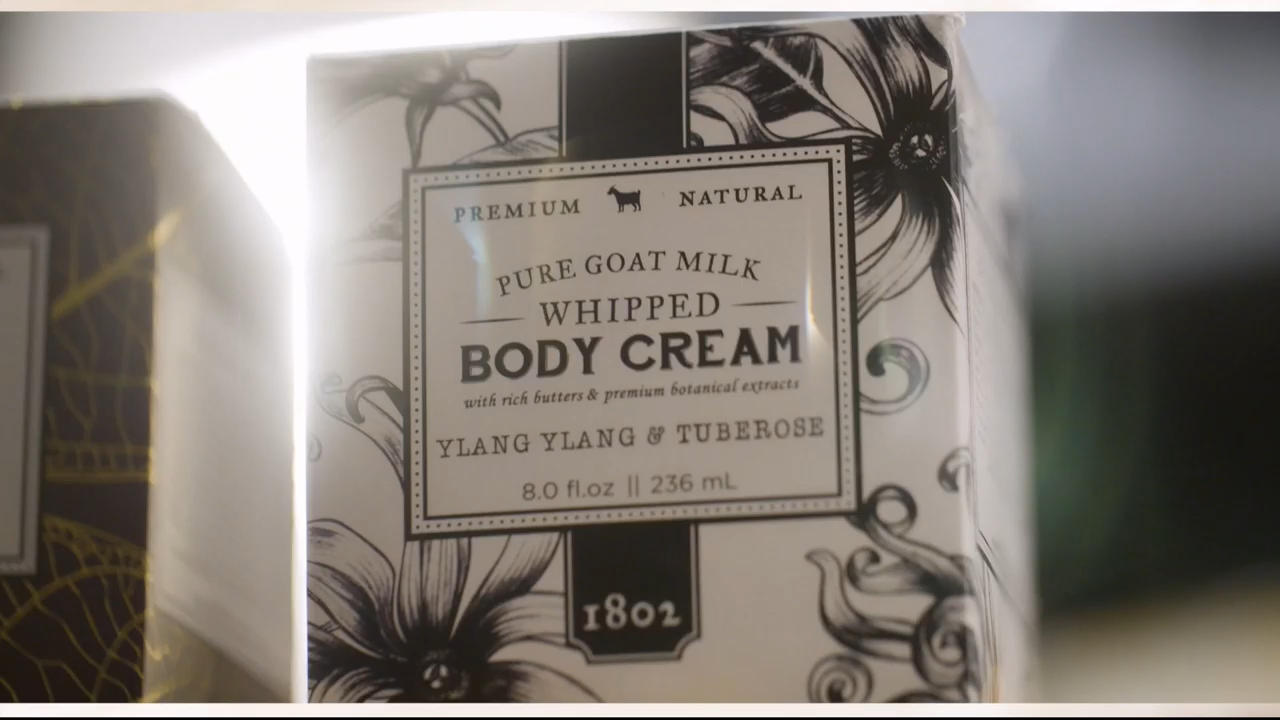 PREMIUM NATURAL
PURE GOAT MILK
WHIPPED
BODY CREAM
with rich butters & premium botanical extracts
YLANG YLANG & TUBEROSE
8.0 fl.oz || 236 mL
1802